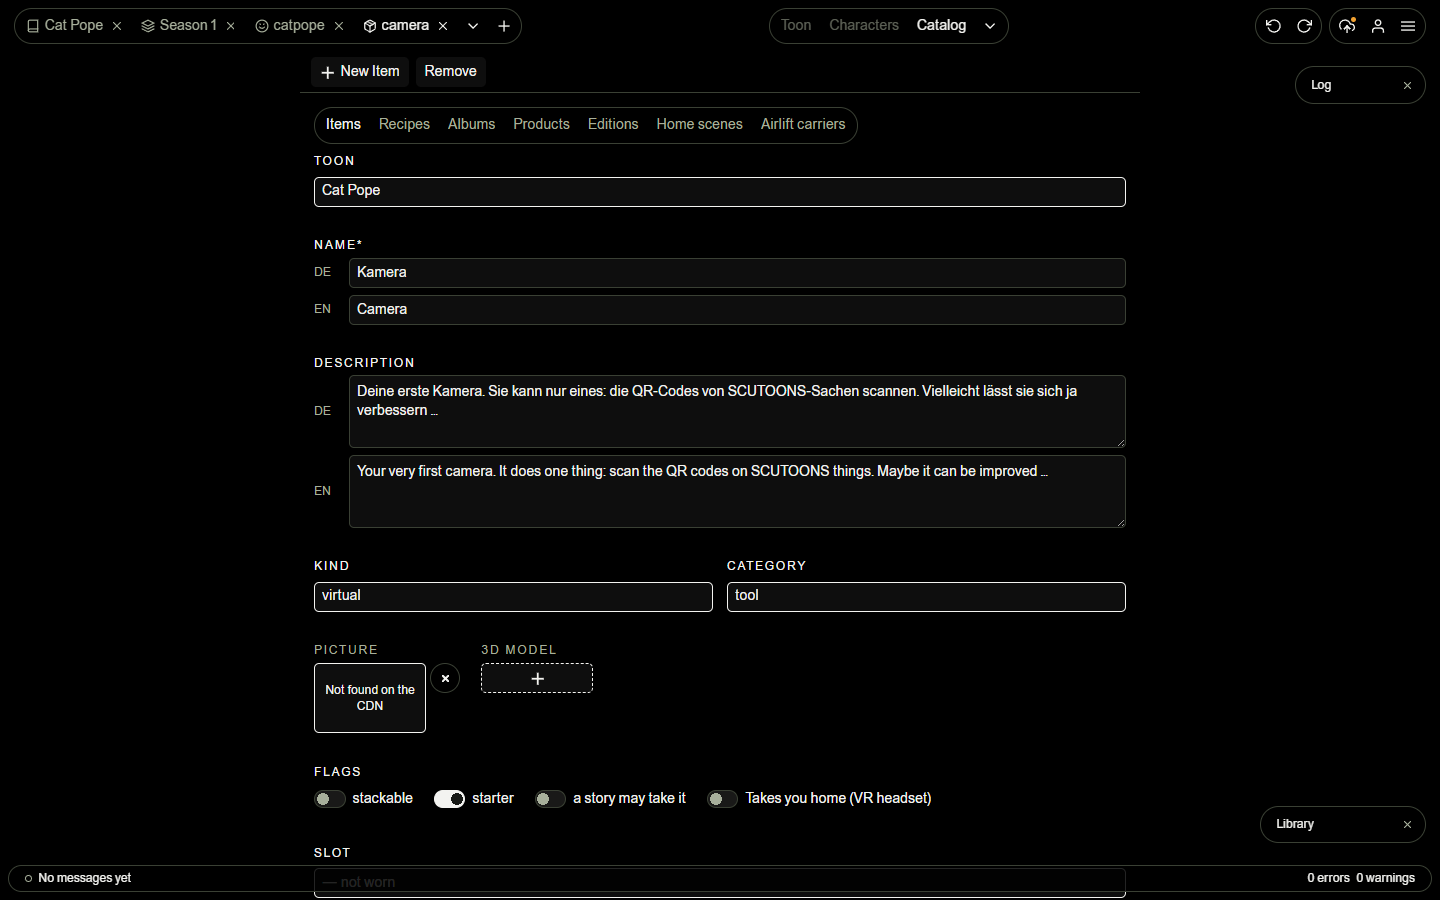 Cat Pope
Season 1
catpope
camera
Toon Characters Catalog
New Item Remove
Log
Items Recipes Albums Products Editions Home scenes Airlift carriers
TOON
Cat Pope
NAME*
DE Kamera
EN Camera
DESCRIPTION
DE Deine erste Kamera. Sie kann nur eines: die QR-Codes von SCUTOONS-Sachen scannen. Vielleicht lässt sie sich ja
verbessern …
EN Your very first camera. It does one thing: scan the QR codes on SCUTOONS things. Maybe it can be improved …
KIND CATEGORY
virtual tool
PICTURE 3D MODEL
Not found on the
CDN
FLAGS
stackable starter a story may take it Takes you home (VR headset)
Library
SLOT
— not worn
No messages yet 0 errors 0 warnings